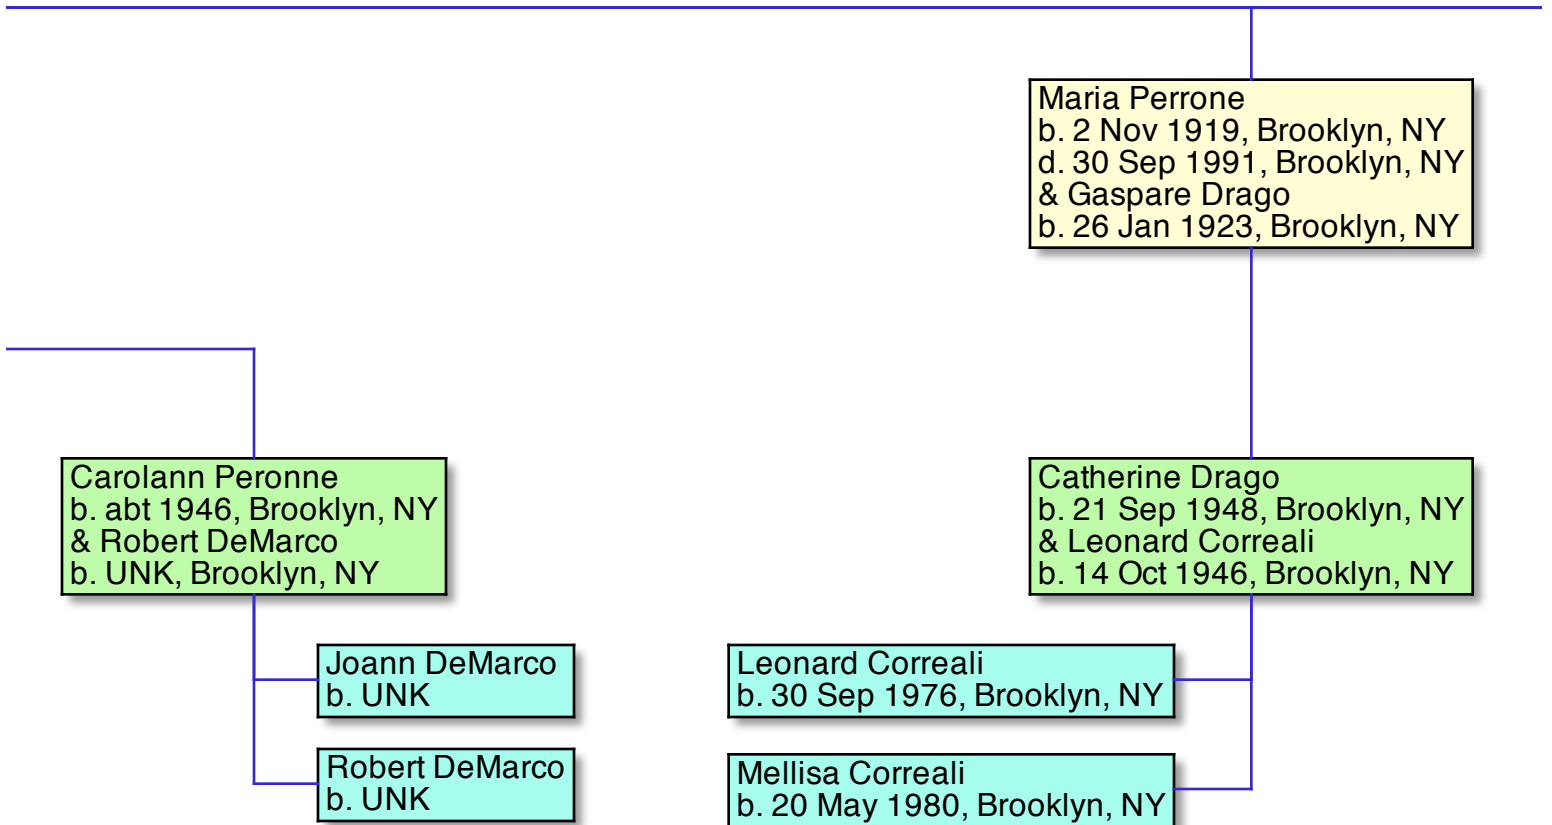 Maria Perrone
b. 2 Nov 1919, Brooklyn, NY
d. 30 Sep 1991, Brooklyn, NY
& Gaspare Drago
b. 26 Jan 1923, Brooklyn, NY
Carolann Peronne
b. abt 1946, Brooklyn, NY
& Robert DeMarco
b. UNK, Brooklyn, NY
Catherine Drago
b. 21 Sep 1948, Brooklyn, NY
& Leonard Correali
b. 14 Oct 1946, Brooklyn, NY
Joann DeMarco
b. UNK
Leonard Correali
b. 30 Sep 1976, Brooklyn, NY
Robert DeMarco
b. UNK
Mellisa Correali
b. 20 May 1980, Brooklyn, NY